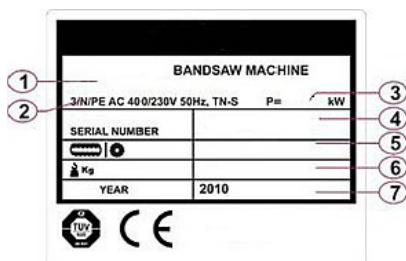 BANDSAW MACHINE
1
3/N/PE AC 400/230V 50Hz, TN-S P= kW
3
2
4
SERIAL NUMBER
5
Kg
6
YEAR 2010
7
TÜV
CE